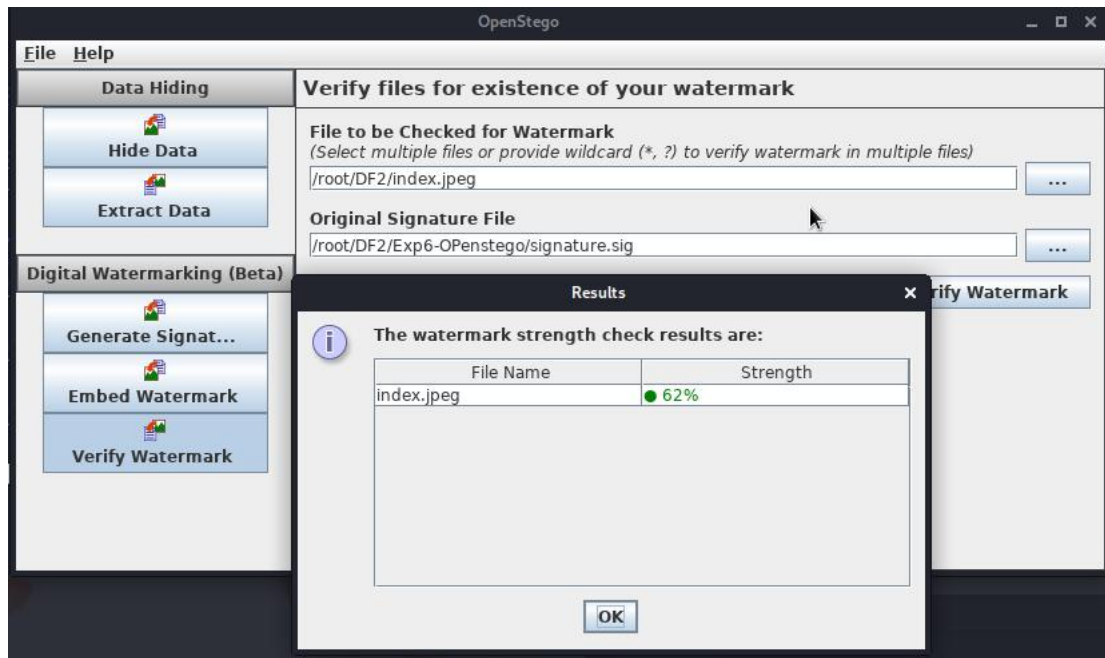 OpenStego
File Help
Data Hiding
Hide Data
Extract Data
Digital Watermarking (Beta)
Generate Signat...
Embed Watermark
Verify Watermark
Verify files for existence of your watermark
File to be Checked for Watermark
(Select multiple files or provide wildcard (*, ?) to verify watermark in multiple files)
/root/DF2/index.jpeg
...
Original Signature File
/root/DF2/Exp6-OPenstego/signature.sig
...
rify Watermark
Results
The watermark strength check results are:
File Name Strength
index.jpeg 62%
OK